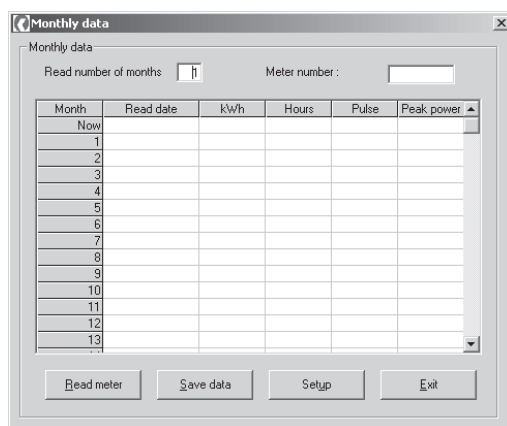 Monthly data
Monthly data
Read number of months 1 Meter number :
Month Read date kWh Hours Pulse Peak power
Now
1
2
3
4
5
6
7
8
9
10
11
12
13
Read meter Save data Setup Exit